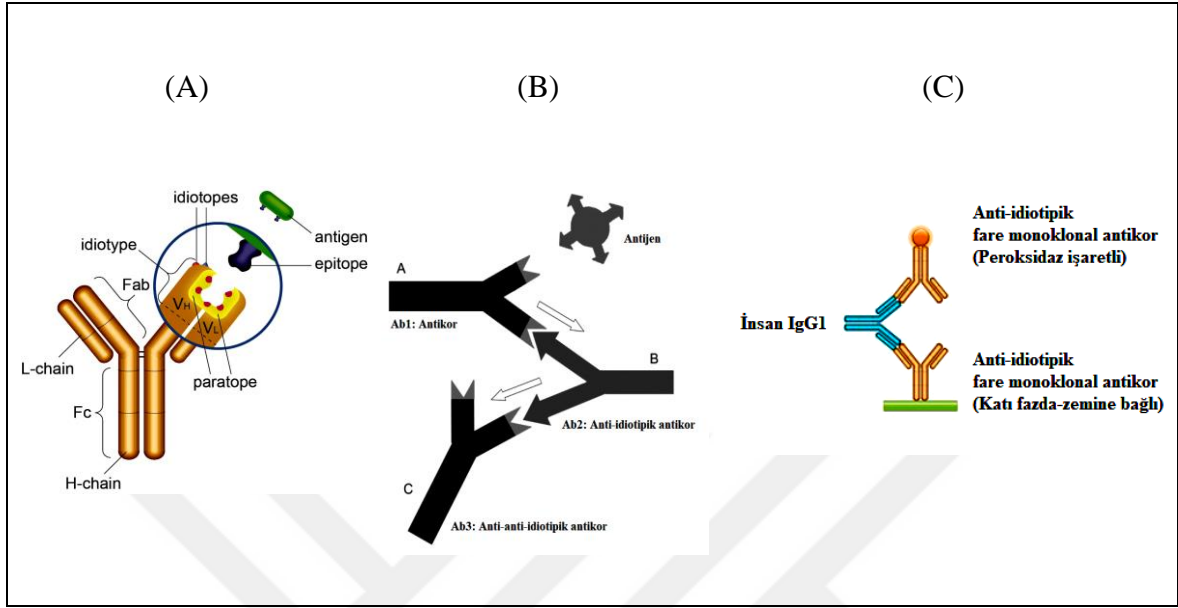 (A)
(B)
(C)
idiotopes
antigen
idiotype
epitope
Fab
VH
VL
L-chain
paratope
Fc
H-chain
Antijen
A
Ab1: Antikor
B
Ab2: Anti-idiotipik antikor
C
Ab3: Anti-anti-idiotipik antikor
Anti-idiotipik
fare monoklonal antikor
(Peroksidaz işaretli)
İnsan IgG1
Anti-idiotipik
fare monoklonal antikor
(Katı fazda-zemine bağlı)